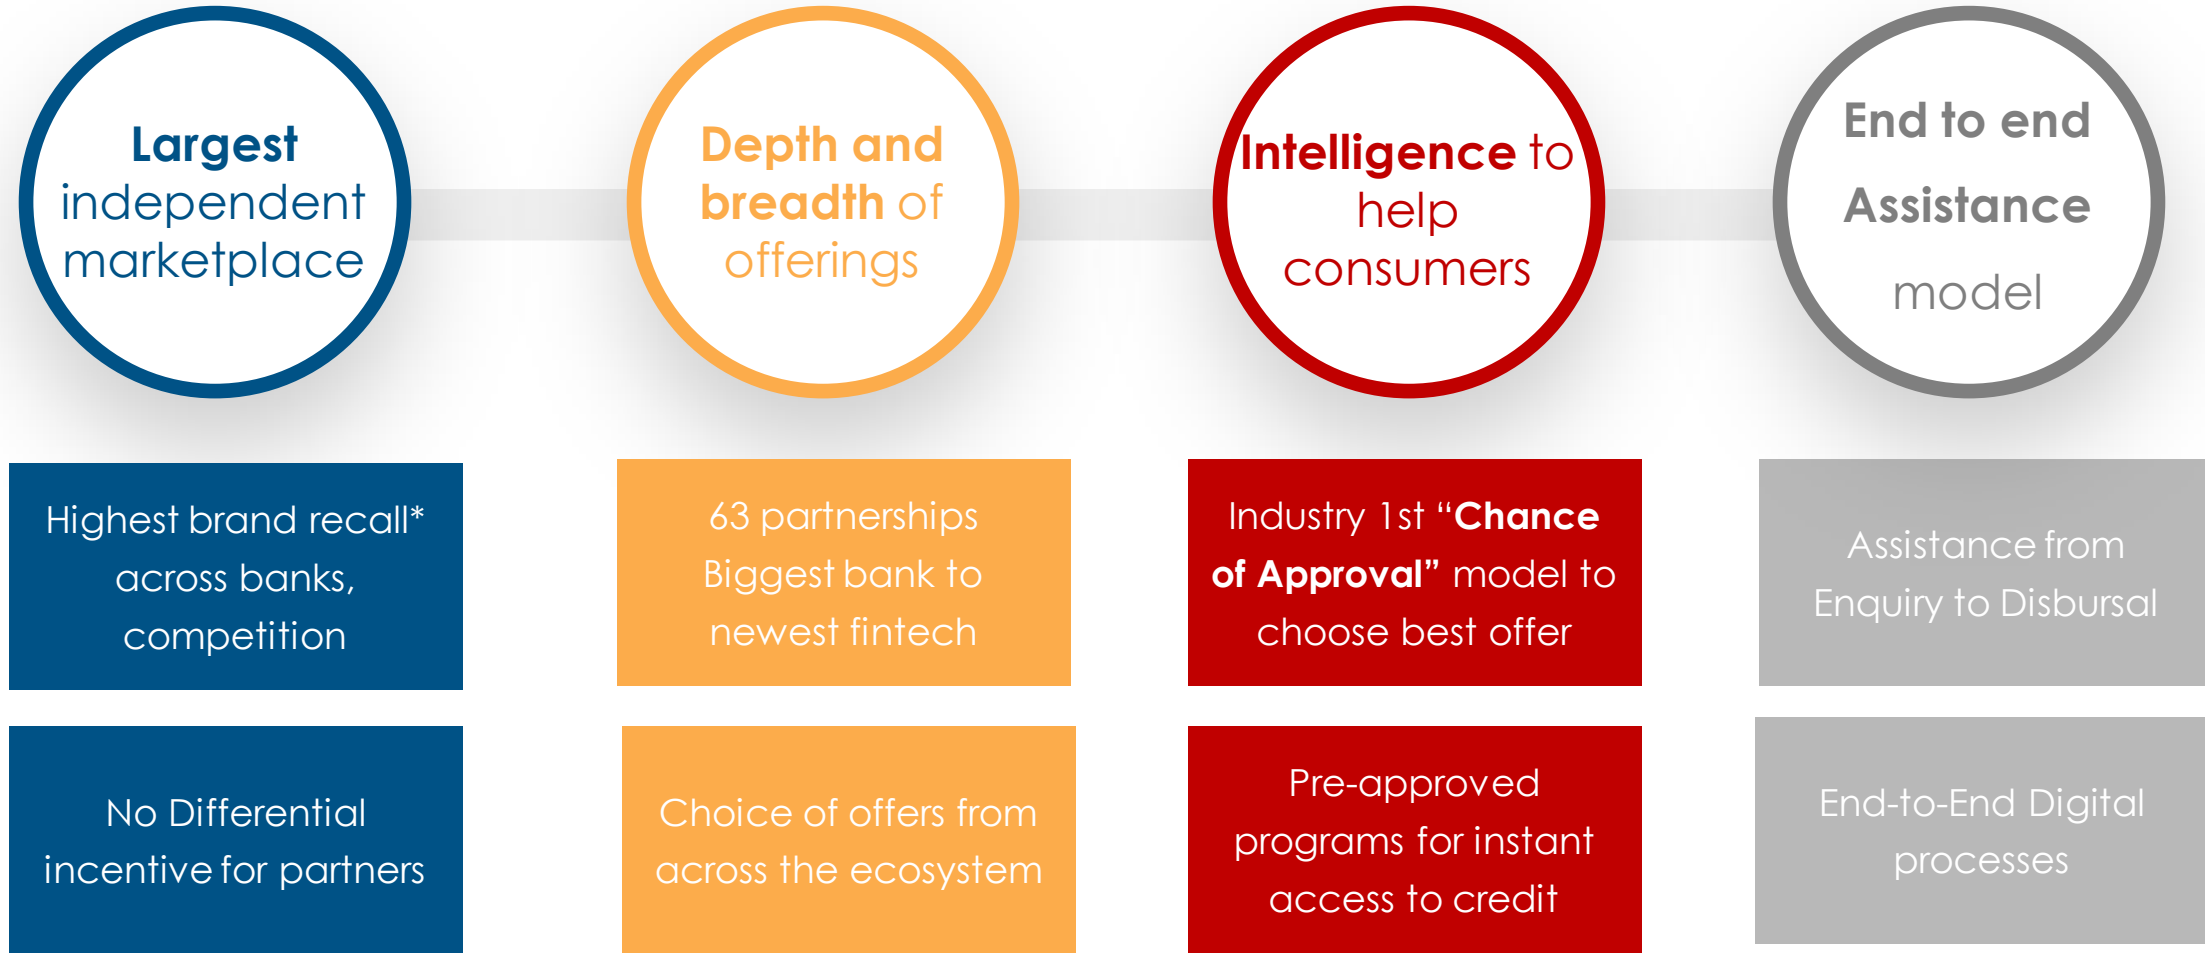 Largest
independent
marketplace
Depth and
breadth of
offerings
Intelligence to
help
consumers
End to end
Assistance
model
Highest brand recall*
across banks,
competition
63 partnerships
Biggest bank to
newest fintech
Industry 1st “Chance
of Approval” model to
choose best offer
Assistance from
Enquiry to Disbursal
No Differential
incentive for partners
Choice of offers from
across the ecosystem
Pre-approved
programs for instant
access to credit
End-to-End Digital
processes